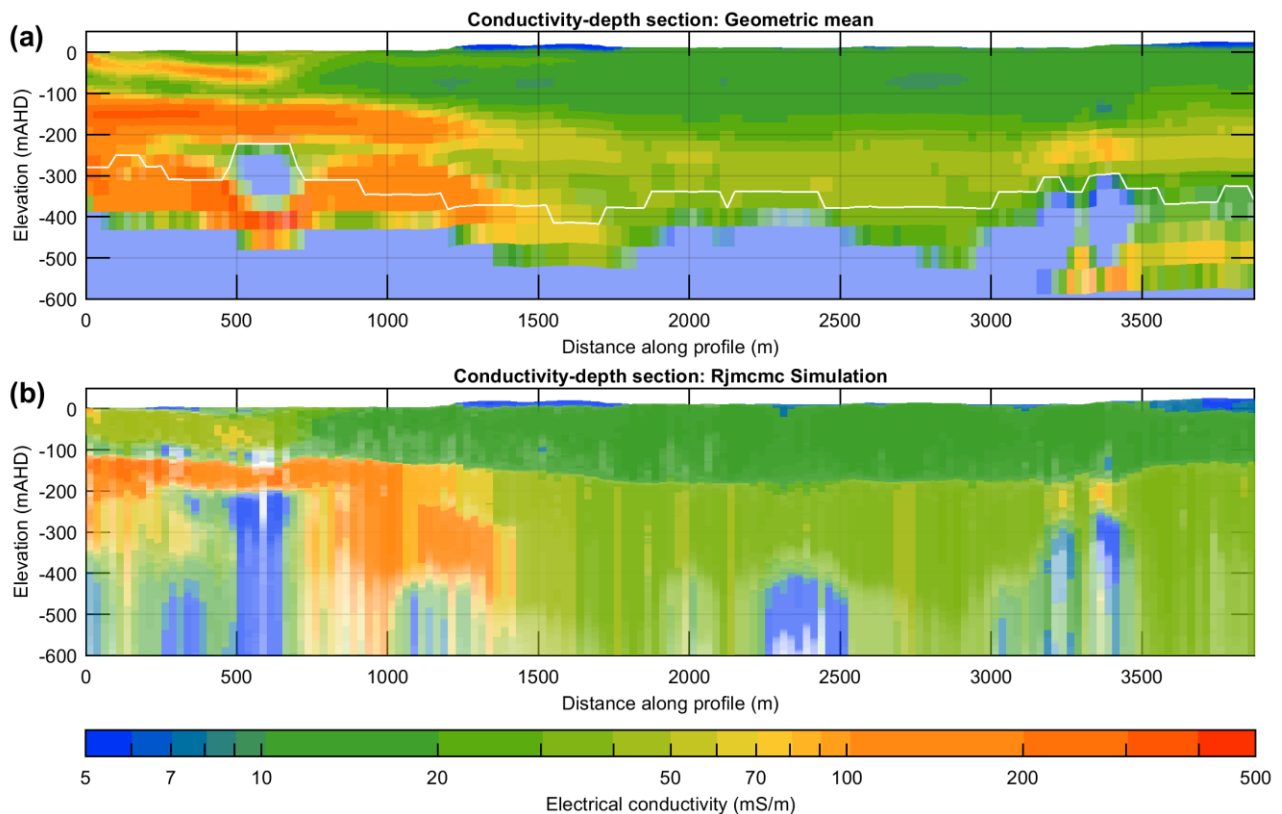 Conductivity-depth section: Geometric mean
(a)
Elevation (mAHD)
0
-100
-200
-300
-400
-500
-600
0 500 1000 1500 2000 2500 3000 3500
Distance along profile (m)
Conductivity-depth section: Rjmcmc Simulation
(b)
Elevation (mAHD)
0
-100
-200
-300
-400
-500
-600
0 500 1000 1500 2000 2500 3000 3500
Distance along profile (m)
5 7 10 20 50 70 100 200 500
Electrical conductivity (mS/m)